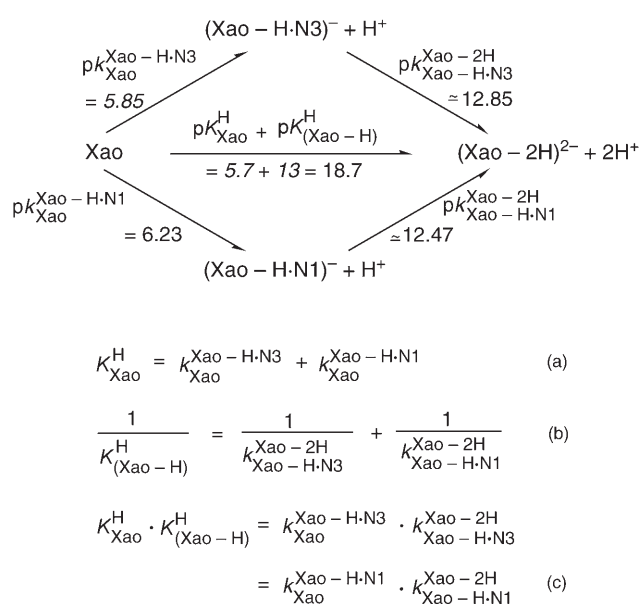 (Xao – H·N3)⁻ + H⁺
pk^{Xao – H·N3}_{Xao} pk^{Xao – 2H}_{Xao – H·N3}
= 5.85 ≃12.85
pK^{H}_{Xao} + pK^{H}_{(Xao – H)}
Xao (Xao – 2H)²⁻ + 2H⁺
= 5.7 + 13 = 18.7
pk^{Xao – H·N1}_{Xao} pk^{Xao – 2H}_{Xao – H·N1}
= 6.23 ≃12.47
(Xao – H·N1)⁻ + H⁺
K^{H}_{Xao} = k^{Xao – H·N3}_{Xao} + k^{Xao – H·N1}_{Xao} (a)
1/K^{H}_{(Xao – H)} = 1/k^{Xao – 2H}_{Xao – H·N3} + 1/k^{Xao – 2H}_{Xao – H·N1} (b)
K^{H}_{Xao} · K^{H}_{(Xao – H)} = k^{Xao – H·N3}_{Xao} · k^{Xao – 2H}_{Xao – H·N3}
= k^{Xao – H·N1}_{Xao} · k^{Xao – 2H}_{Xao – H·N1} (c)